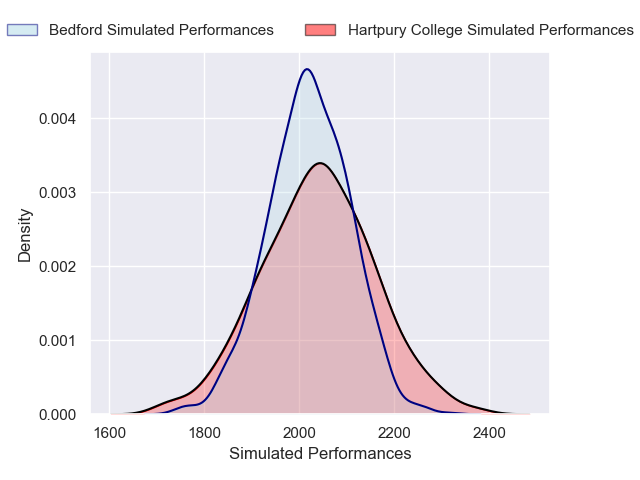 Bedford Simulated Performances
Hartpury College Simulated Performances
0.004
0.003
0.002
0.001
0.000
Density
1600
1800
2000
2200
2400
Simulated Performances